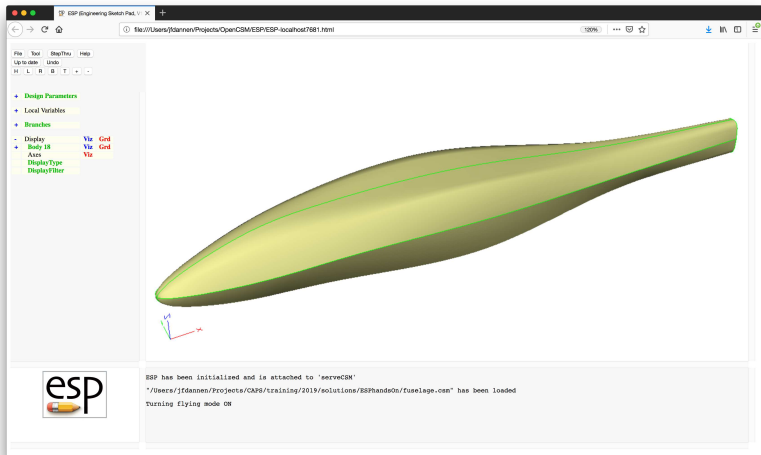 ESP (Engineering Sketch Pad, V
file:///Users/jfdannen/Projects/OpenCSM/ESP/ESP-localhost7681.html
120%
File Tool StepThru Help
Up to date Undo
H L R B T + -
+ Design Parameters
+ Local Variables
+ Branches
- Display Viz Grd
+ Body 18 Viz Grd
Axes Viz
DisplayType
DisplayFilter
X
esp
ESP has been initialized and is attached to 'serveCSM'
"/Users/jfdannen/Projects/CAPS/training/2019/solutions/ESPhandsOn/fuselage.csm" has been loaded
Turning flying mode ON